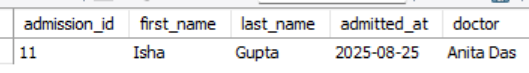 admission_id first_name last_name admitted_at doctor
11 Isha Gupta 2025-08-25 Anita Das